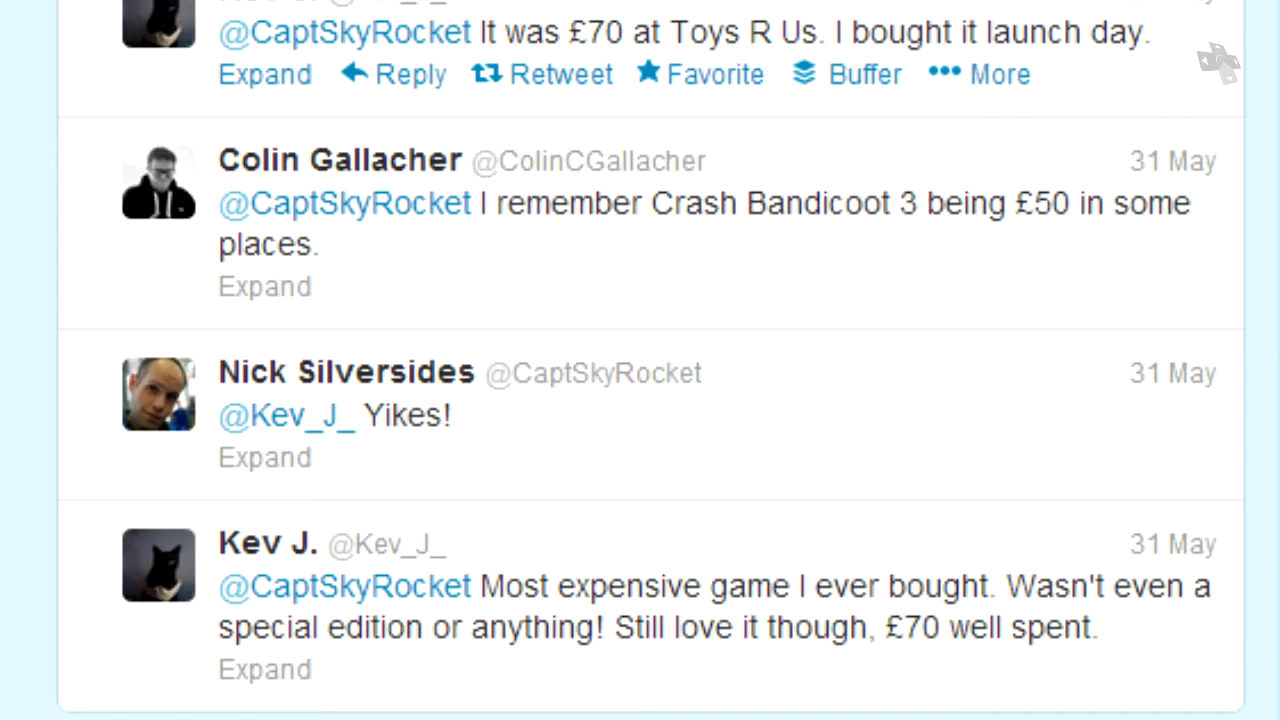 @CaptSkyRocket It was £70 at Toys R Us. I bought it launch day.
Expand Reply Retweet Favorite Buffer More
Colin Gallacher @ColinCGallacher 31 May
@CaptSkyRocket I remember Crash Bandicoot 3 being £50 in some
places.
Expand
Nick Silversides @CaptSkyRocket 31 May
@Kev_J_ Yikes!
Expand
Kev J. @Kev_J_ 31 May
@CaptSkyRocket Most expensive game I ever bought. Wasn't even a
special edition or anything! Still love it though, £70 well spent.
Expand